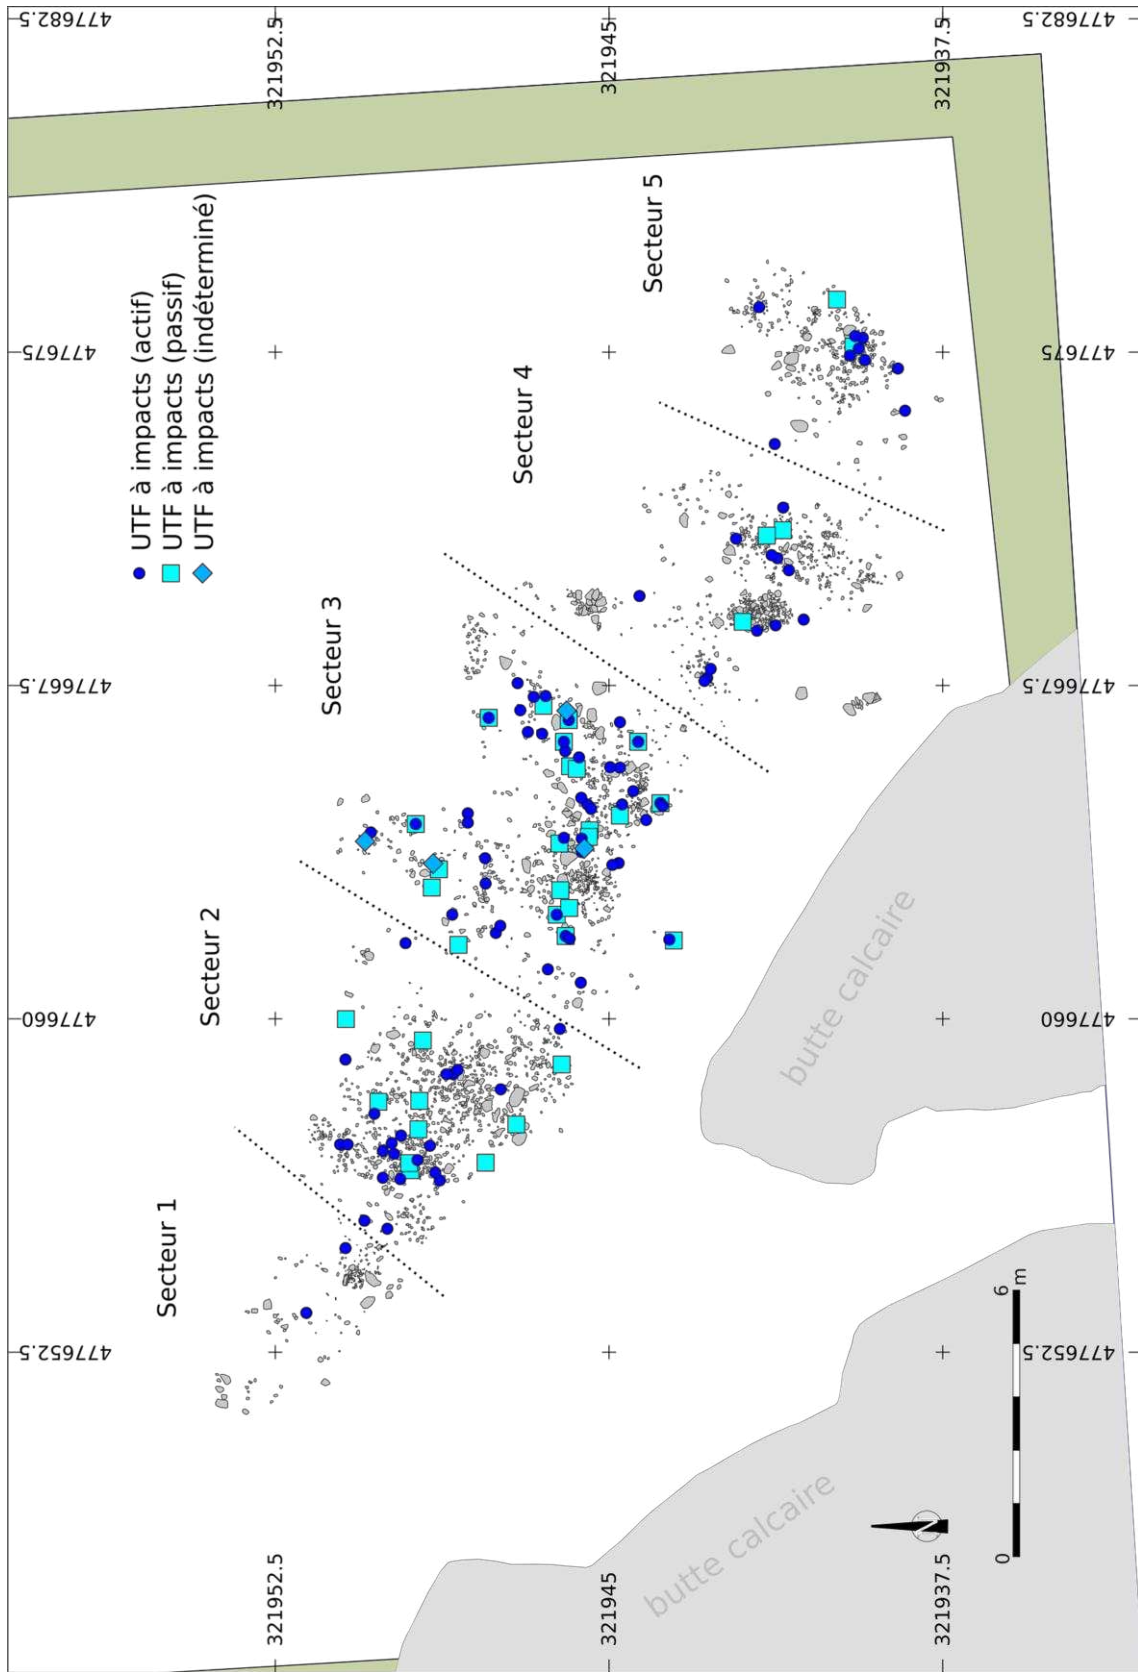 477682.5
477682.5
321952.5
321945
321937.5
UTF à impacts (actif)
UTF à impacts (passif)
UTF à impacts (indéterminé)
Secteur 5
477675
477675
Secteur 4
Secteur 3
477667.5
477667.5
Secteur 2
477660
477660
butte calcaire
Secteur 1
477652.5
477652.5
butte calcaire
N
0
6
m
321952.5
321945
321937.5